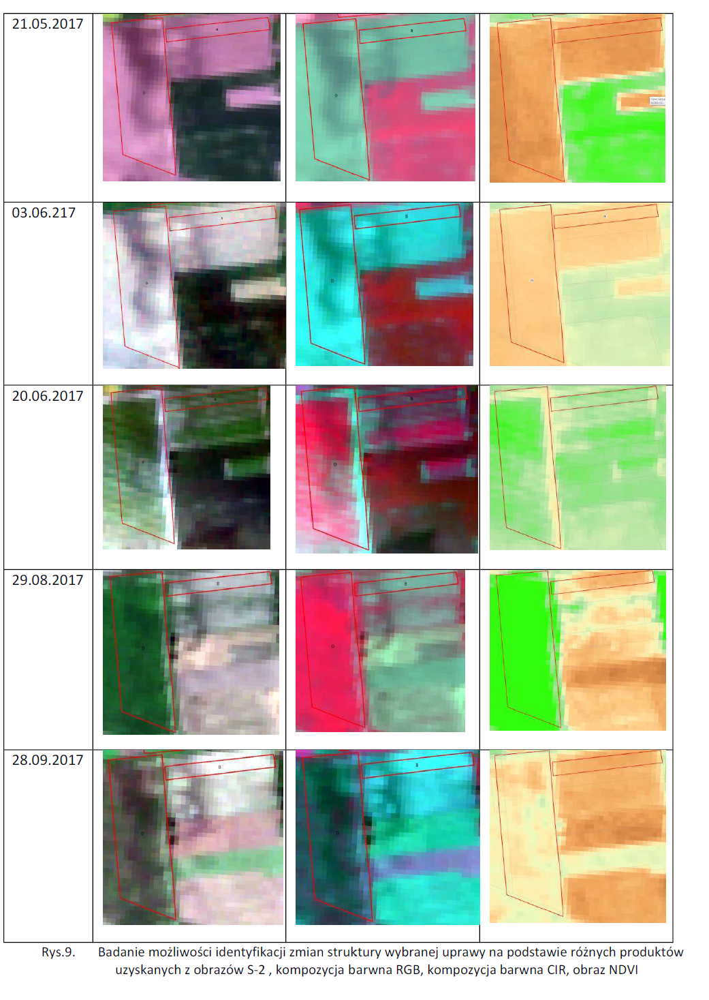 21.05.2017
03.06.217
20.06.2017
29.08.2017
28.09.2017
Rys.9. Badanie możliwości identyfikacji zmian struktury wybranej uprawy na podstawie różnych produktów
uzyskanych z obrazów S-2 , kompozycja barwna RGB, kompozycja barwna CIR, obraz NDVI